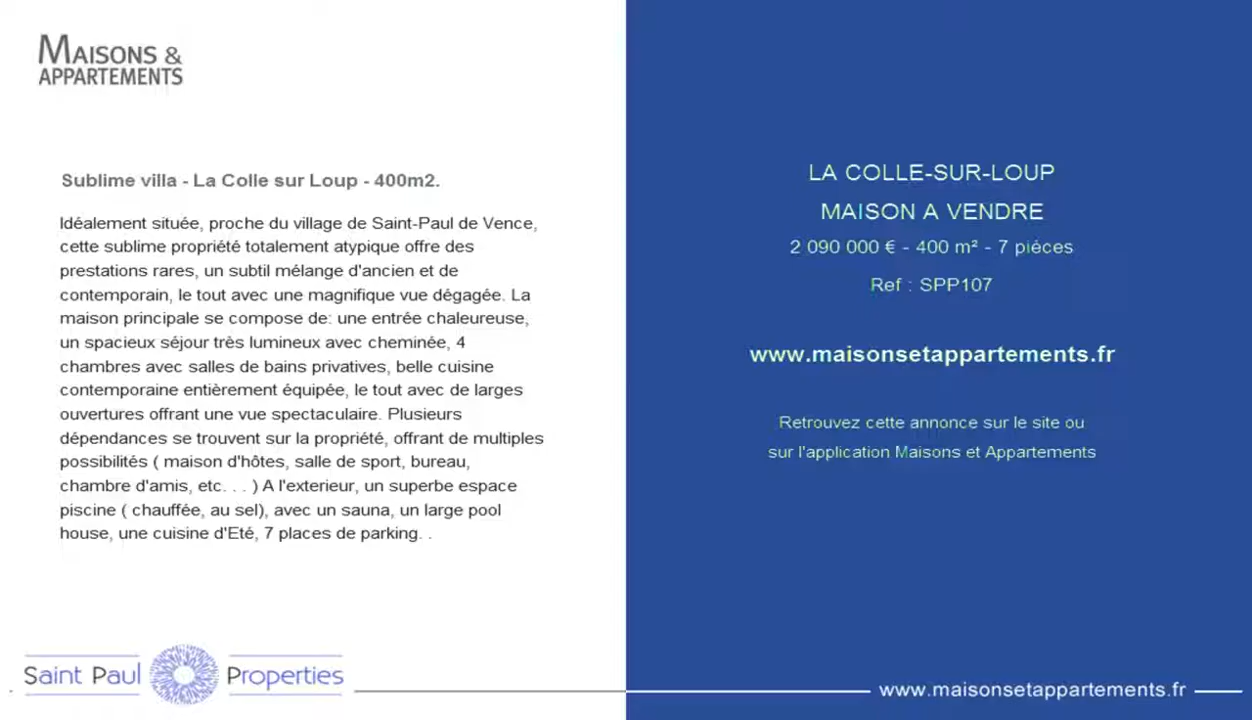 MAISONS &
APPARTEMENTS
Sublime villa - La Colle sur Loup - 400m2.
Idéalement située, proche du village de Saint-Paul de Vence,
cette sublime propriété totalement atypique offre des
prestations rares, un subtil mélange d'ancien et de
contemporain, le tout avec une magnifique vue dégagée. La
maison principale se compose de: une entrée chaleureuse,
un spacieux séjour très lumineux avec cheminée, 4
chambres avec salles de bains privatives, belle cuisine
contemporaine entièrement équipée, le tout avec de larges
ouvertures offrant une vue spectaculaire. Plusieurs
dépendances se trouvent sur la propriété, offrant de multiples
possibilités ( maison d'hôtes, salle de sport, bureau,
chambre d'amis, etc. . . ) A l'exterieur, un superbe espace
piscine ( chauffée, au sel), avec un sauna, un large pool
house, une cuisine d'Eté, 7 places de parking. .
Saint Paul Properties
LA COLLE-SUR-LOUP
MAISON A VENDRE
2 090 000 € - 400 m² - 7 pièces
Ref : SPP107
www.maisonsetappartements.fr
Retrouvez cette annonce sur le site ou
sur l'application Maisons et Appartements
www.maisonsetappartements.fr